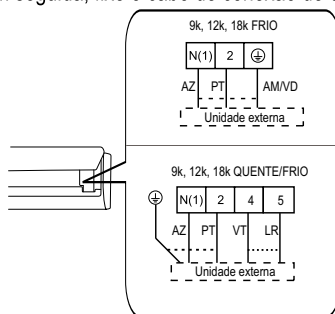 9k, 12k, 18k FRIO
N(1) 2
AZ PT AM/VD
Unidade externa
9k, 12k, 18k QUENTE/FRIO
N(1) 2 4 5
AZ PT VT LR
Unidade externa